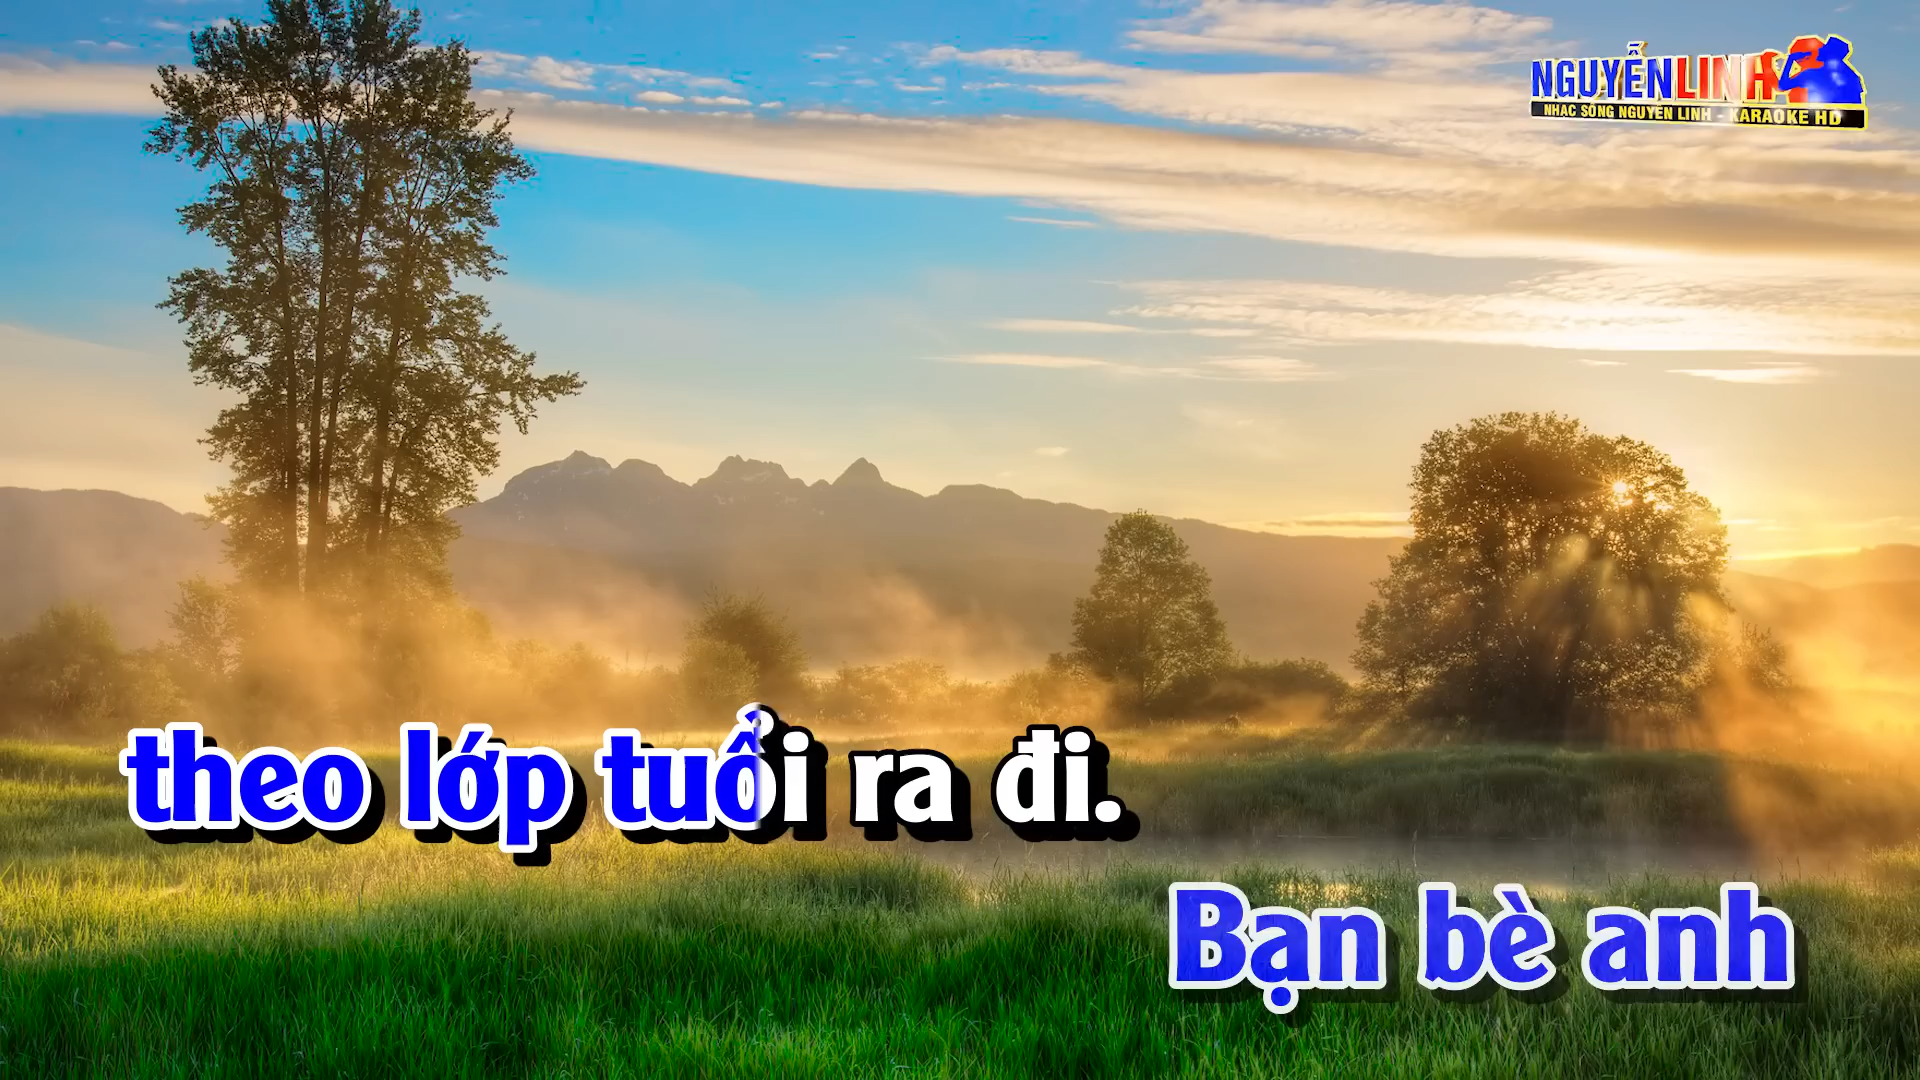 NGUYỄN LINH
NHẠC SỐNG NGUYỄN LINH - KARAOKE HD
theo lớp tuổi ra đi.
Bạn bè anh